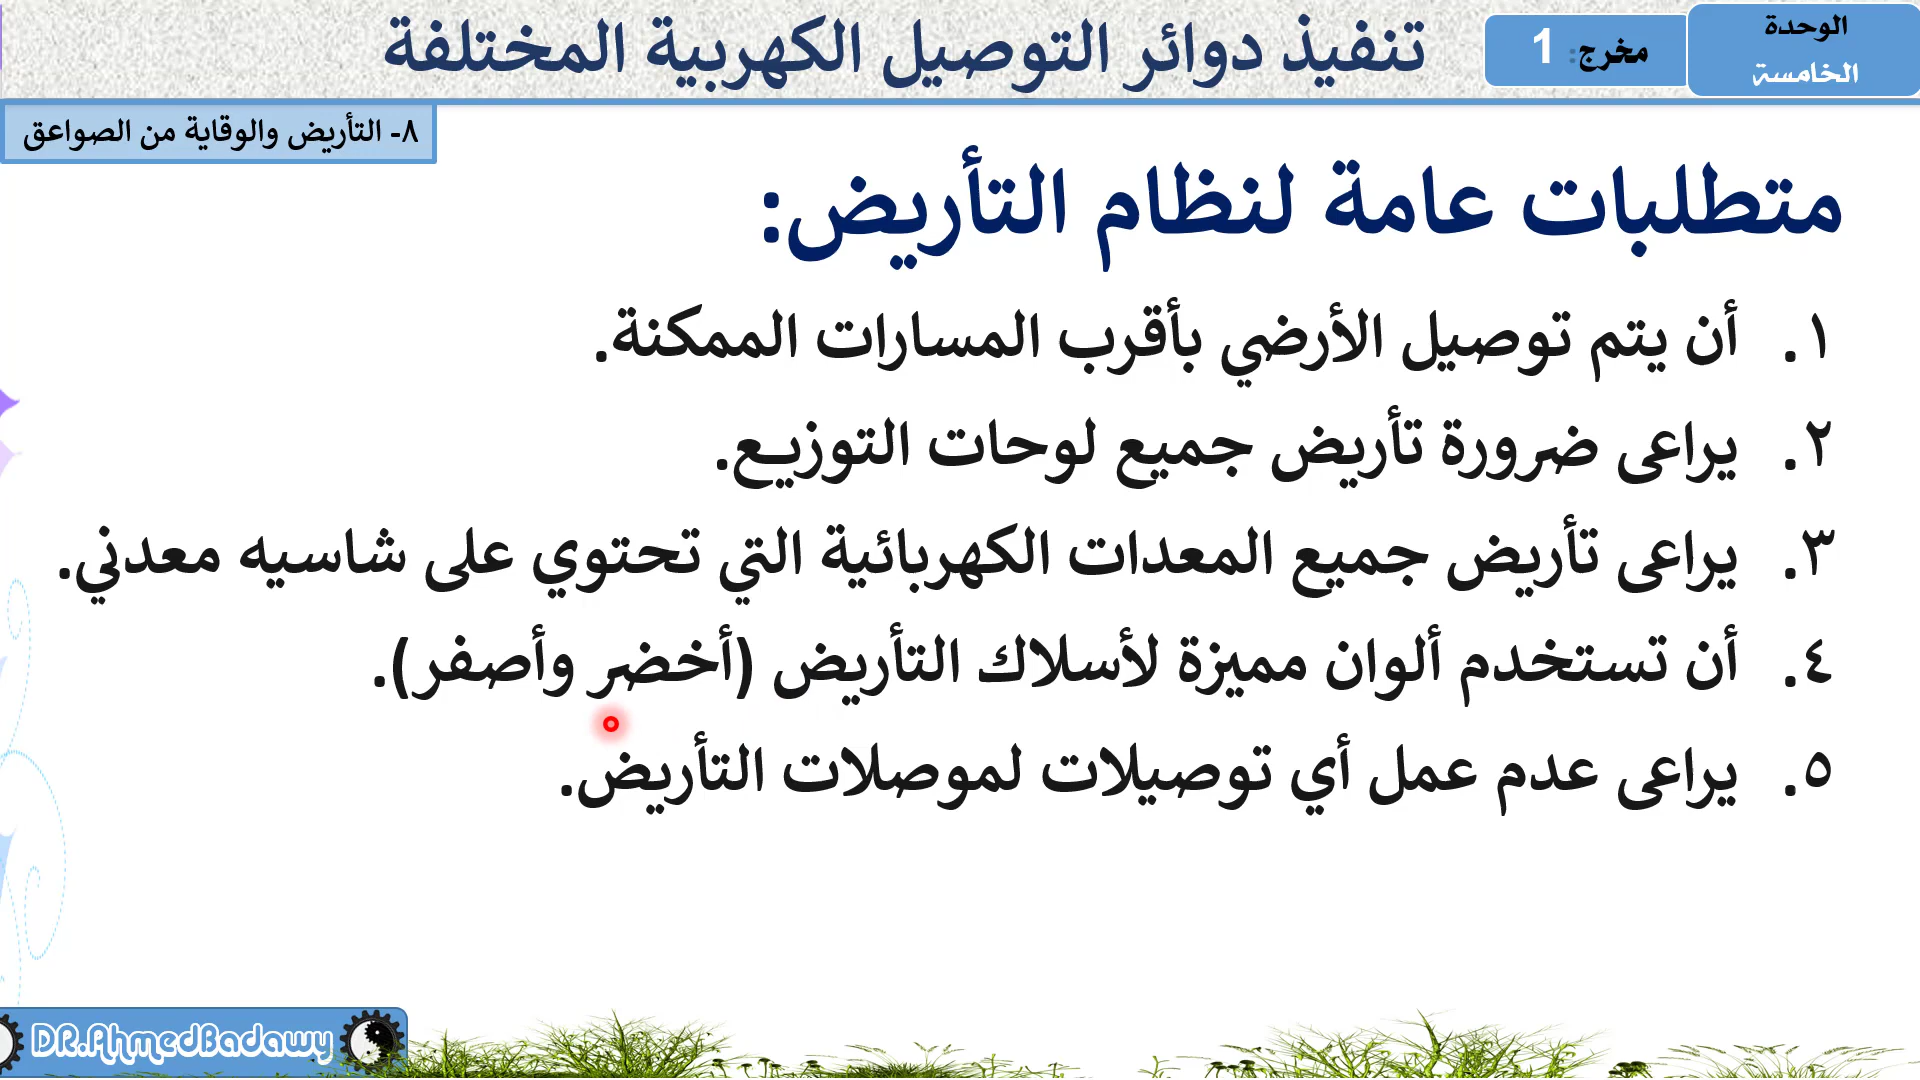 الوحدة
الخامسة
مخرج: 1
تنفيذ دوائر التوصيل الكهربية المختلفة
٨- التأريض والوقاية من الصواعق
متطلبات عامة لنظام التأريض:
١. أن يتم توصيل الأرضي بأقرب المسارات الممكنة.
٢. يراعى ضرورة تأريض جميع لوحات التوزيع.
٣. يراعى تأريض جميع المعدات الكهربائية التي تحتوي على شاسيه معدني.
٤. أن تستخدم ألوان مميزة لأسلاك التأريض (أخضر وأصفر).
٥. يراعى عدم عمل أي توصيلات لموصلات التأريض.
DR.AhmedBadawy